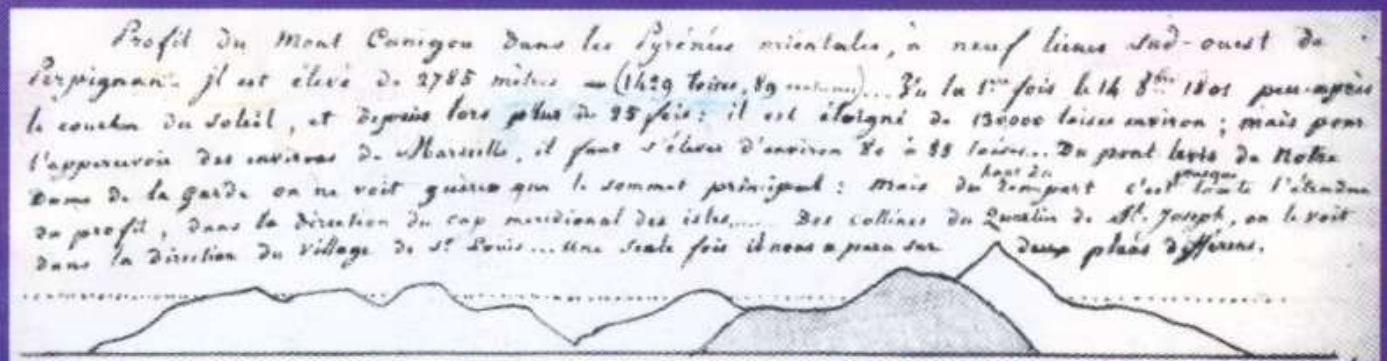 Profil du Mont Canigou dans les Pyrénées orientales, à neuf lieues sud-ouest de
Perpignan. jl est élevé de 2785 mètres = (1429 toises, 89 )... Vu la 1ere fois le 14 8bre 1801 peu-après
le coucher du soleil, et depuis lors plus de 25 fois: il est éloigné de 130000 toises environ; mais pour
l'appercevoir des environs de Marseille, il faut s'élever d'environ 80 à 85 toises... Du pont levis de Notre
Dame de la garde on ne voit guères que le sommet principal: mais du haut du rempart c'est presque toute l'étendue
du profil, dans la direction du cap meridional des isles.... Des collines du Quartier de St. Joseph, on le voit
dans la direction du village de St Louis... une seule fois il nous a paru sur deux plans differens.